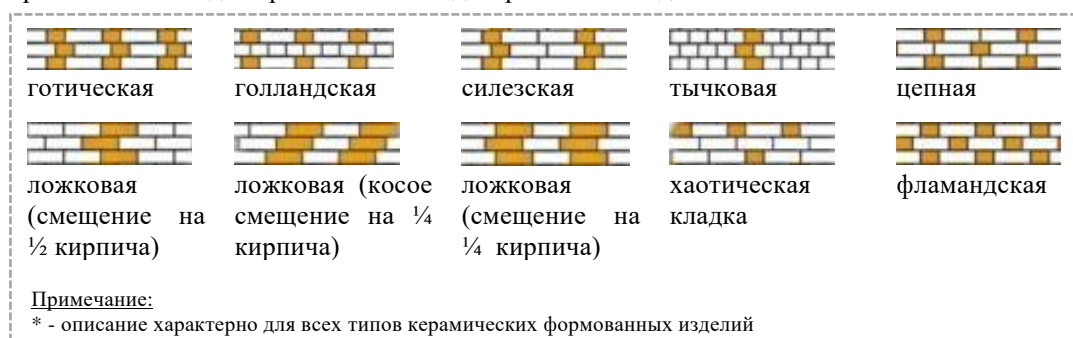 готическая голландская силезская тычковая цепная
ложковая (смещение на ½ кирпича)
ложковая (косое смещение на ¼ кирпича)
ложковая (смещение на ¼ кирпича)
хаотическая кладка
фламандская
Примечание:
* - описание характерно для всех типов керамических формованных изделий